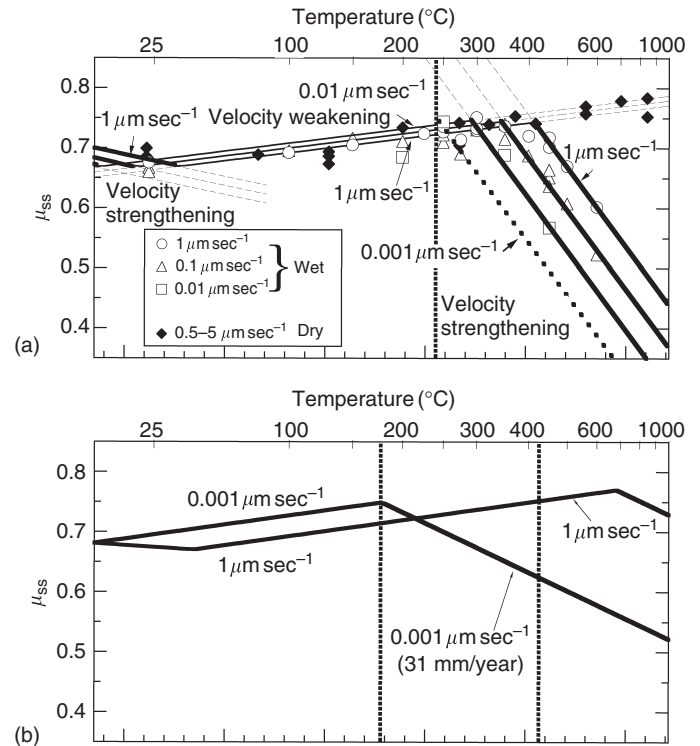 Temperature (°C)
25 100 200 300 400 600 1000
0.8
0.7
0.6
0.5
0.4
μss
0.01 μm sec−1
1 μm sec−1
Velocity weakening
1 μm sec−1
1 μm sec−1
Velocity
strengthening
0.001 μm sec−1
1 μm sec−1
0.1 μm sec−1
0.01 μm sec−1
Wet
0.5–5 μm sec−1 Dry
Velocity
strengthening
(a)
Temperature (°C)
25 100 200 300 400 600 1000
0.8
0.7
0.6
0.5
0.4
μss
0.001 μm sec−1
1 μm sec−1
1 μm sec−1
0.001 μm sec−1
(31 mm/year)
(b)